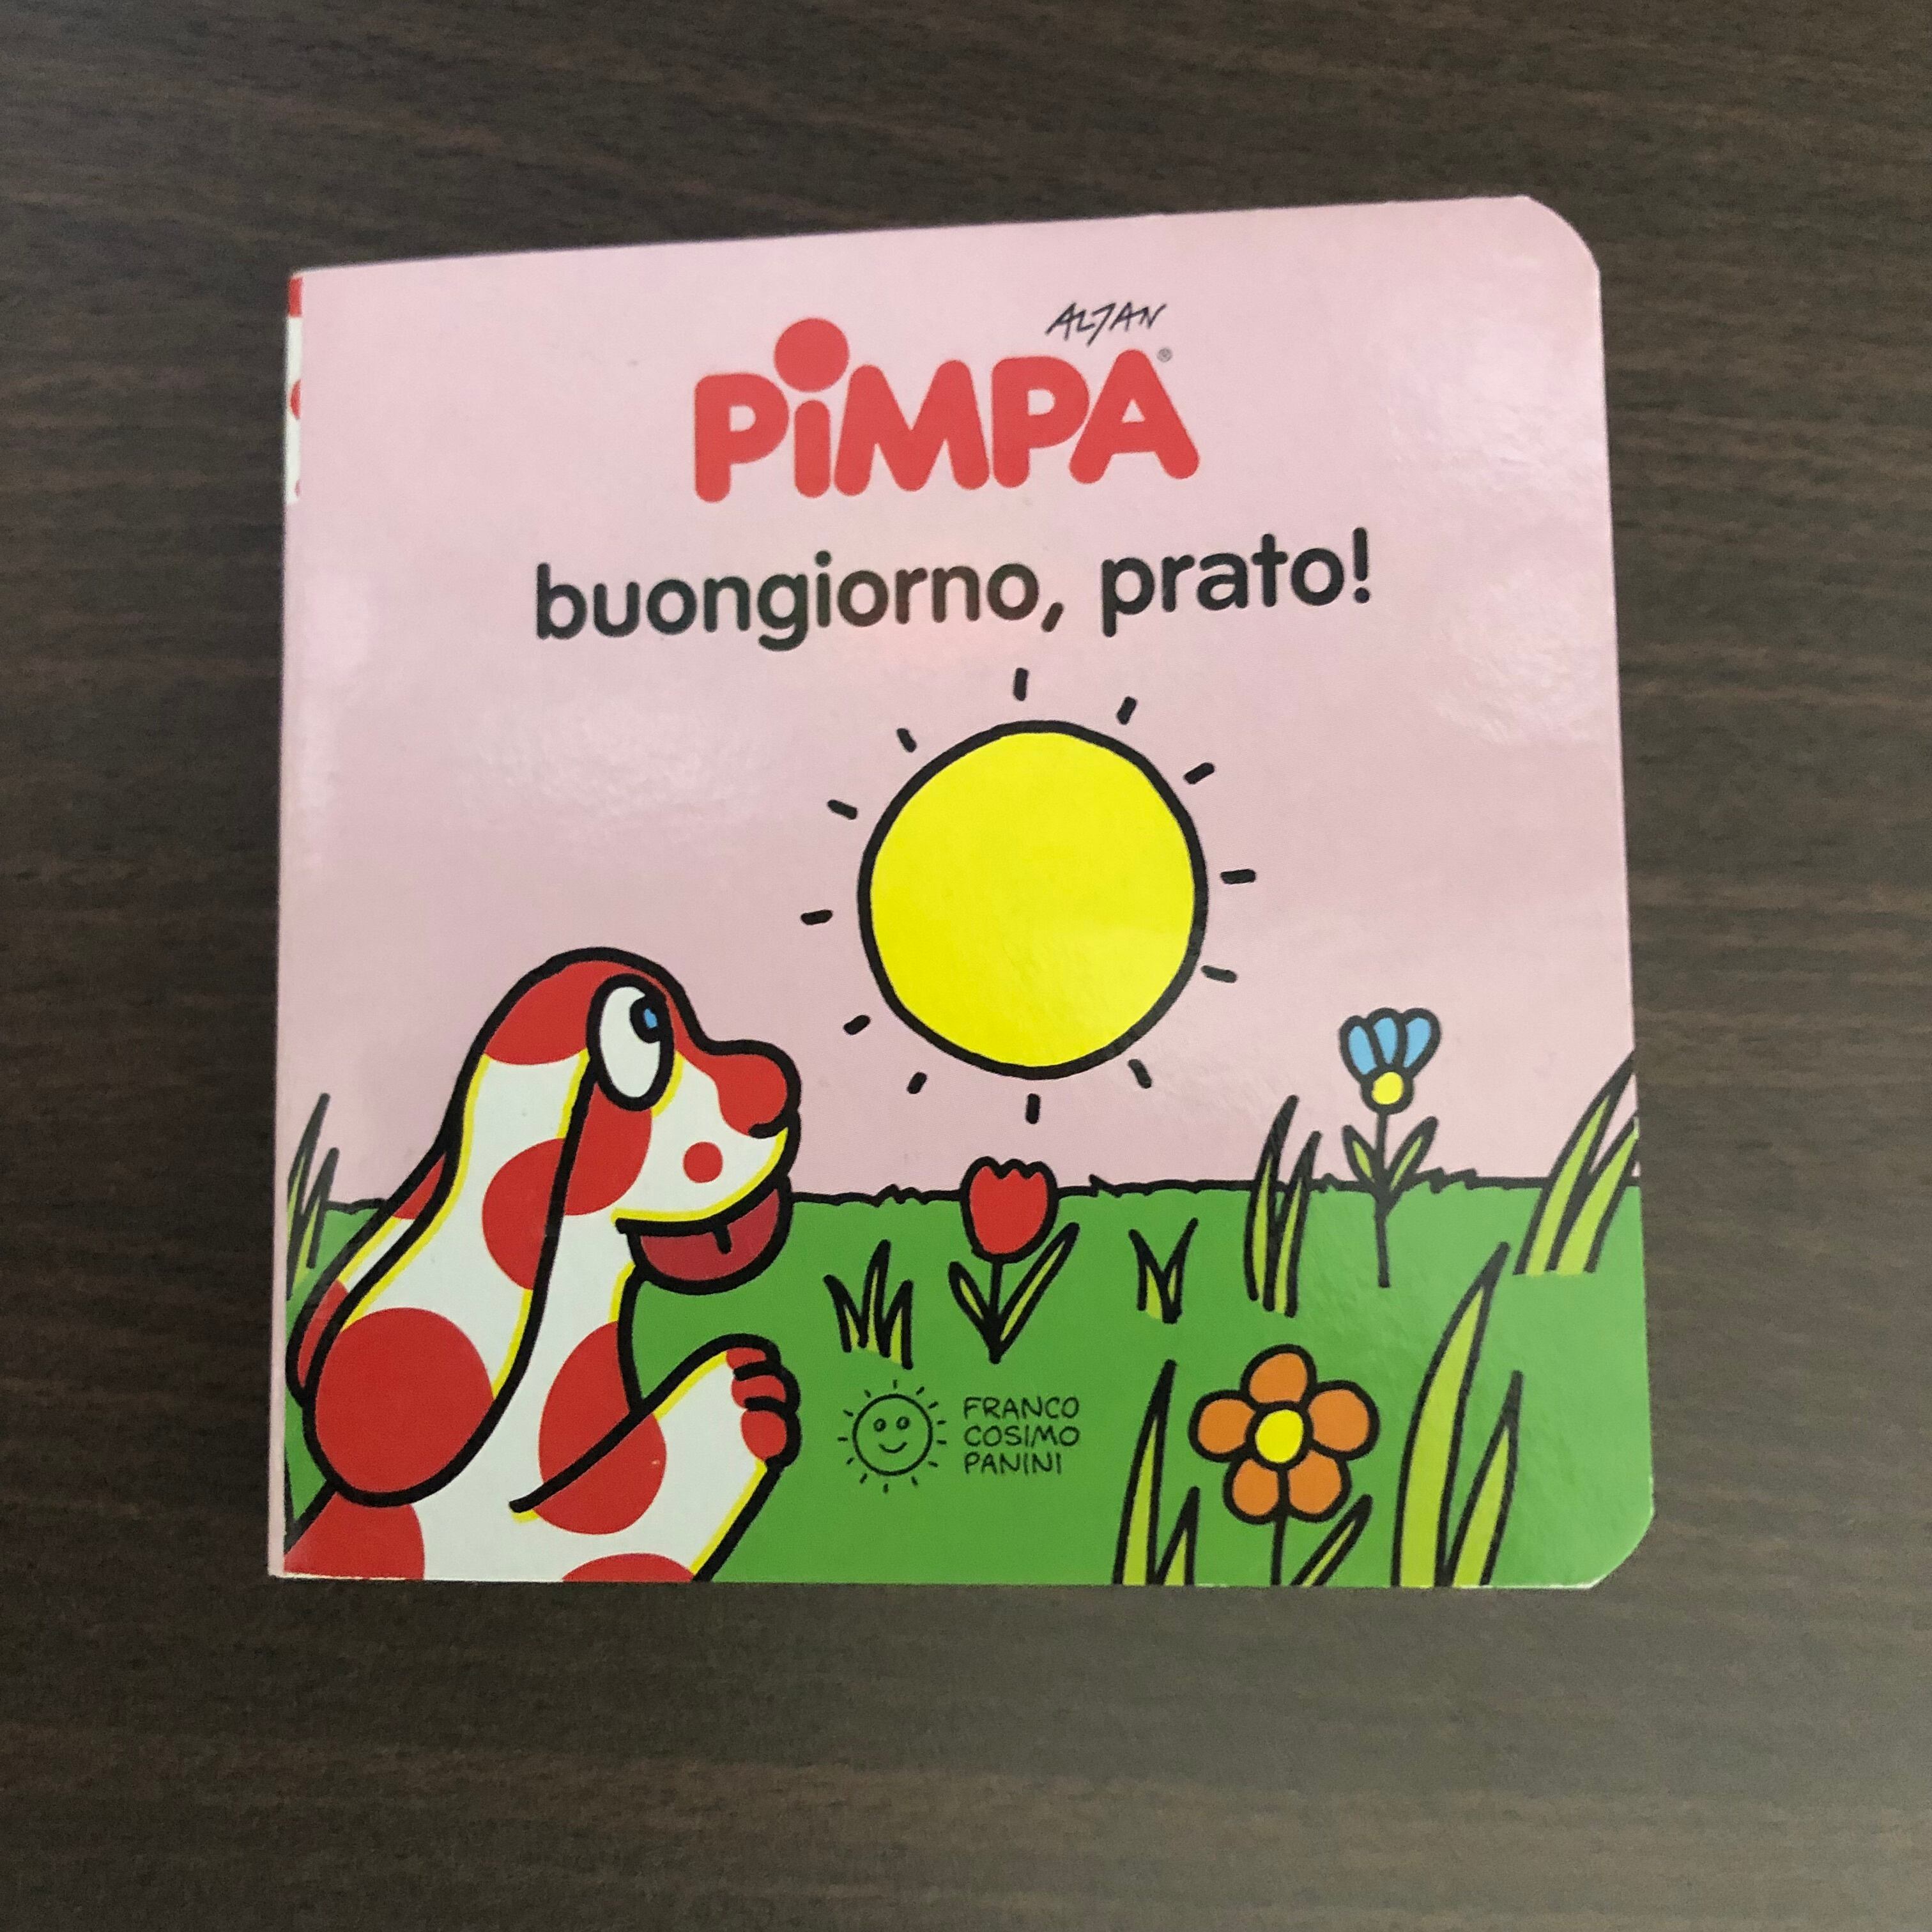 ALTAN
PiMPA®
buongiorno, prato!
FRANCO
COSIMO
PANINI